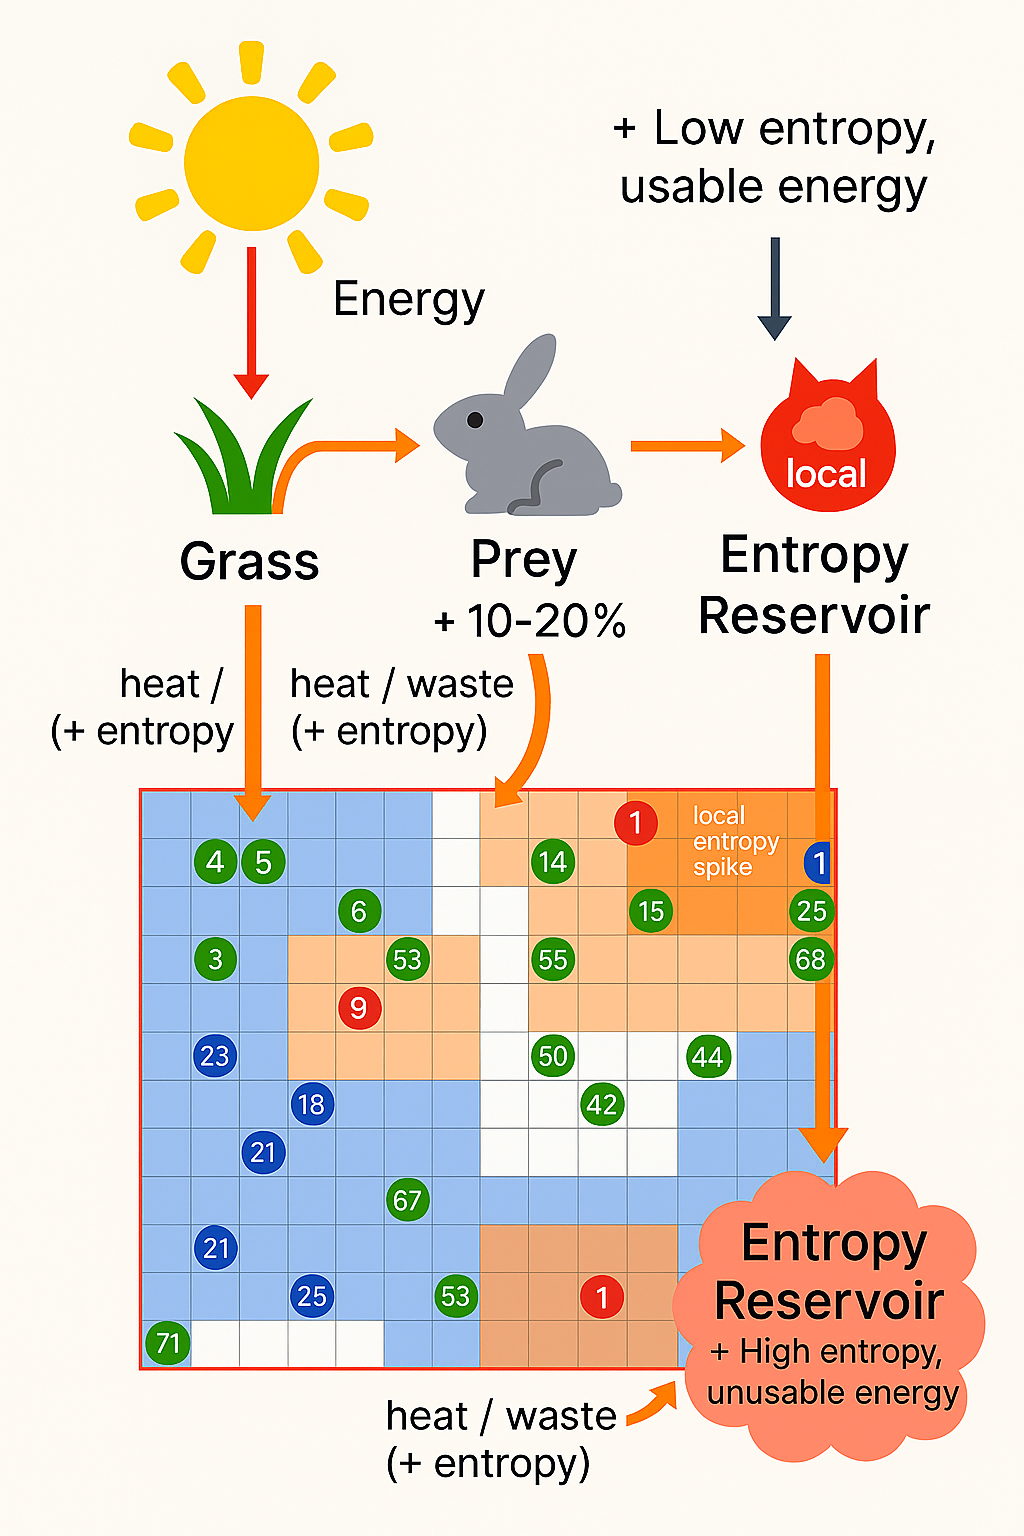 + Low entropy,
usable energy
Energy
local
Grass
Prey
+ 10-20%
Entropy
Reservoir
heat /
(+ entropy
heat / waste
(+ entropy)
1
local
entropy
spike
4
5
14
1
6
15
25
3
53
55
68
9
23
50
44
18
42
21
67
21
25
53
1
71
Entropy
Reservoir
+ High entropy,
unusable energy
heat / waste
(+ entropy)